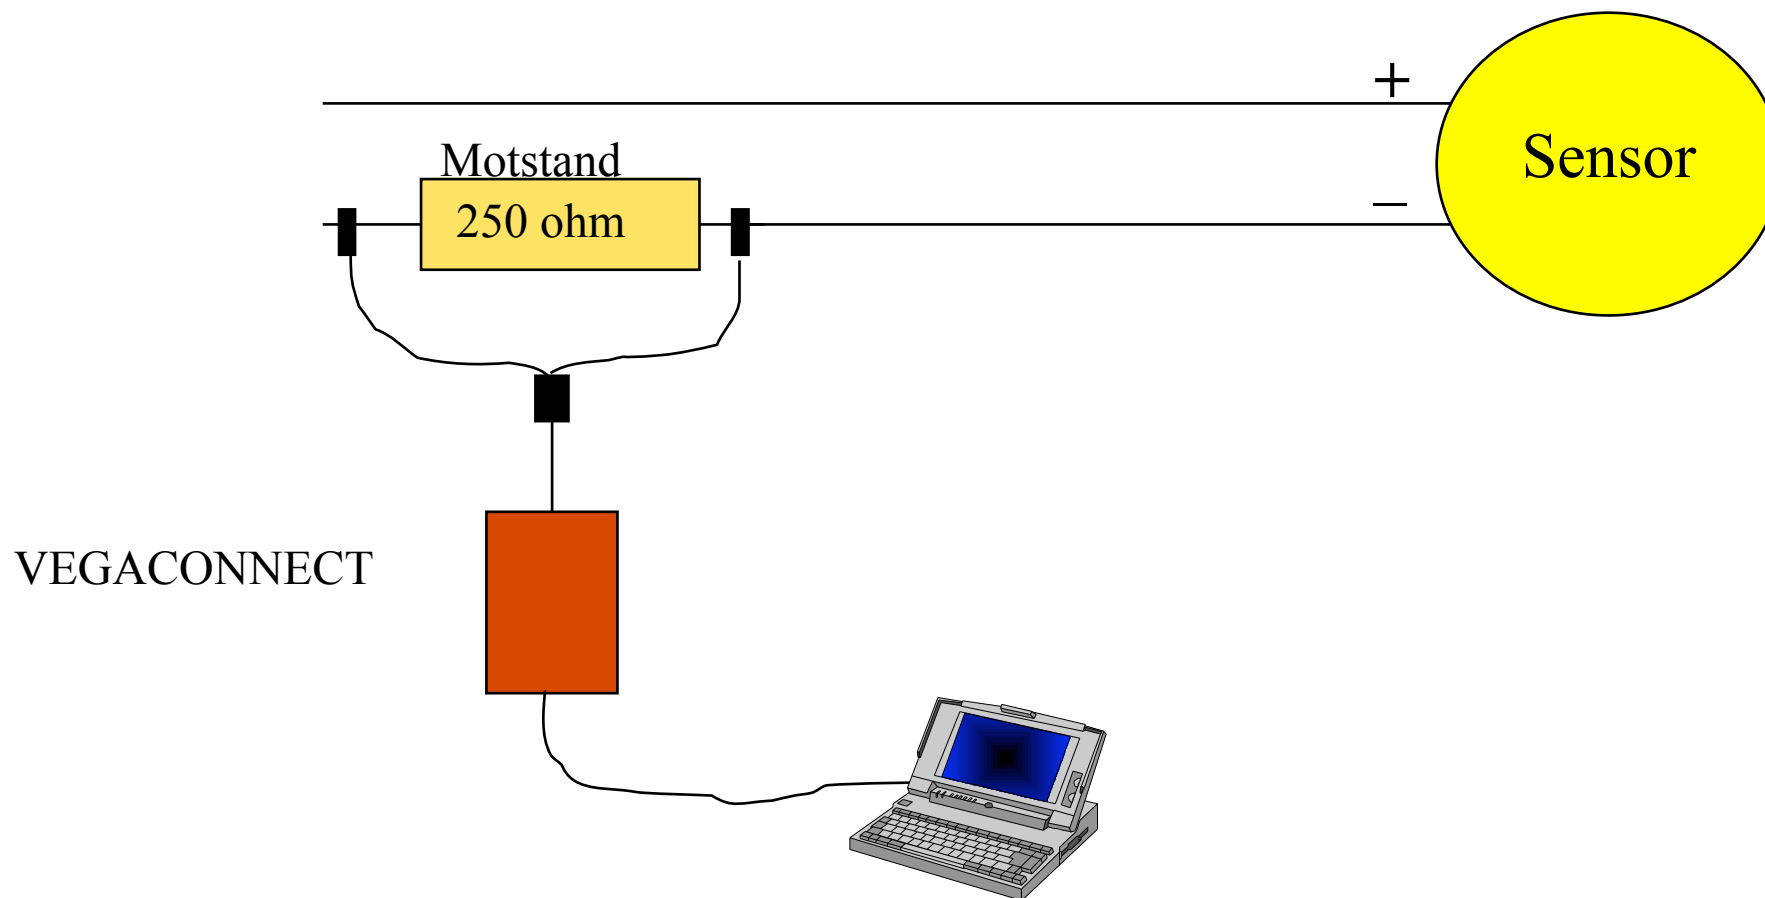 +
Motstand
Sensor
250 ohm
–
VEGACONNECT